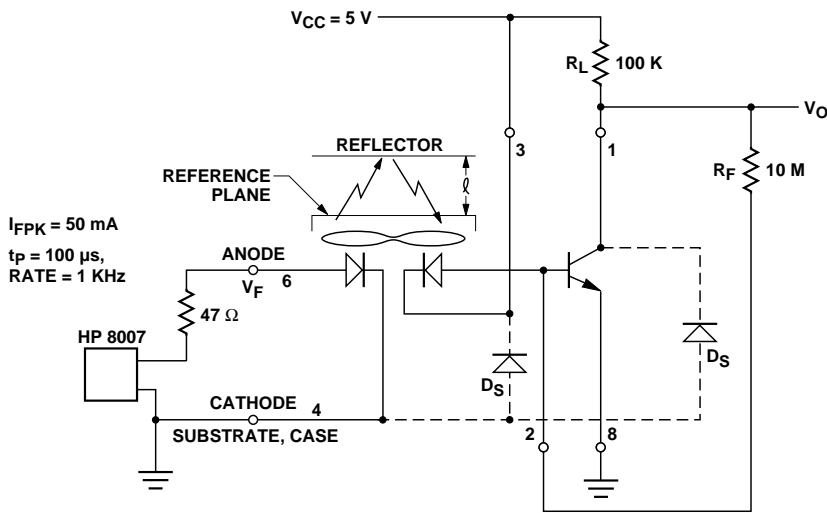 VCC = 5 V
RL
100 K
VO
REFLECTOR
3
1
REFERENCE
PLANE
ℓ
RF
10 M
IFPK = 50 mA
tP = 100 µs,
RATE = 1 KHz
ANODE
VF
6
47 Ω
HP 8007
DS
DS
CATHODE
4
SUBSTRATE, CASE
2
8